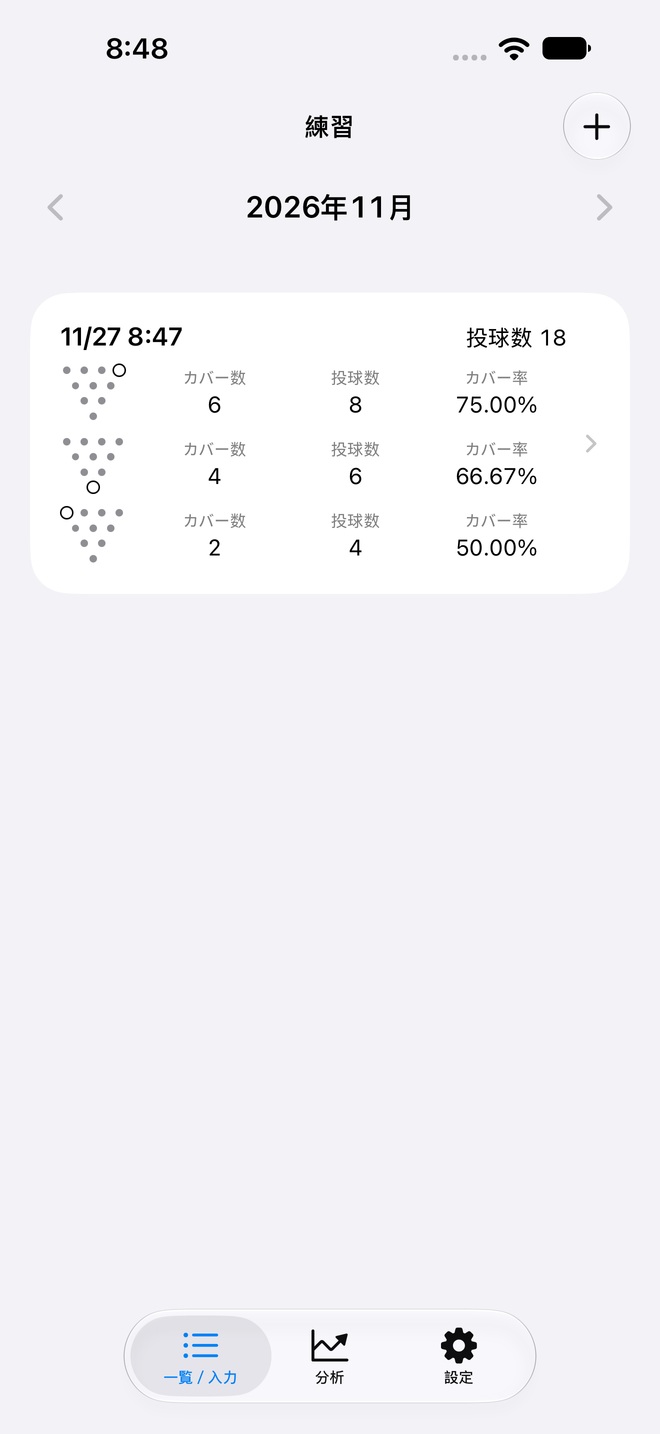 8:48
練習
2026年11月
11/27 8:47 投球数 18
カバー数 投球数 カバー率
6 8 75.00%
カバー数 投球数 カバー率
4 6 66.67%
カバー数 投球数 カバー率
2 4 50.00%
一覧 / 入力 分析 設定